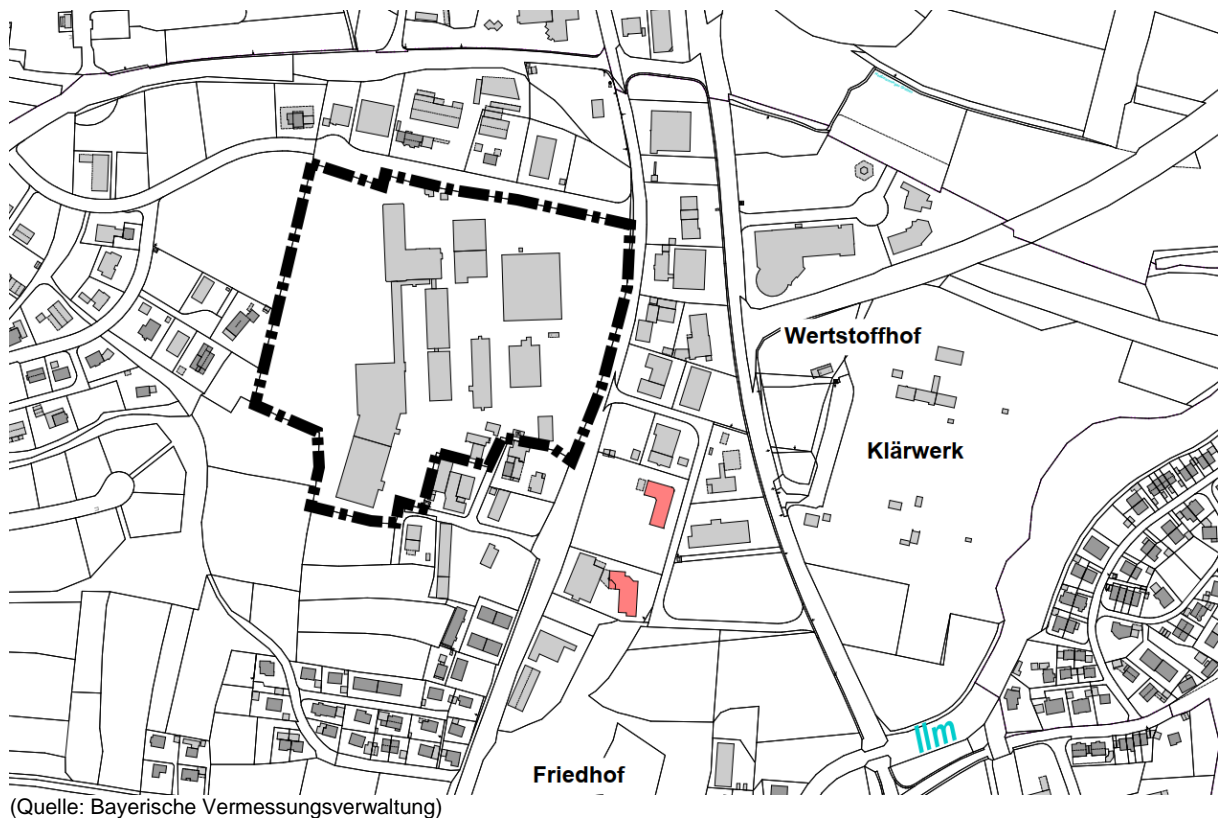 Wertstoffhof
Klärwerk
Ilm
Friedhof
(Quelle: Bayerische Vermessungsverwaltung)